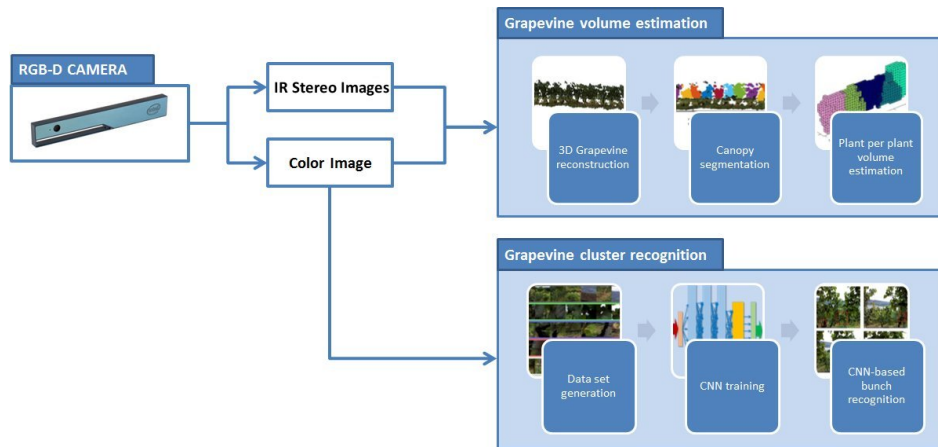 Grapevine volume estimation
RGB-D CAMERA
IR Stereo Images
Color Image
3D Grapevine
reconstruction
Canopy
segmentation
Plant per plant
volume
estimation
Grapevine cluster recognition
Data set
generation
CNN training
CNN-based
bunch
recognition